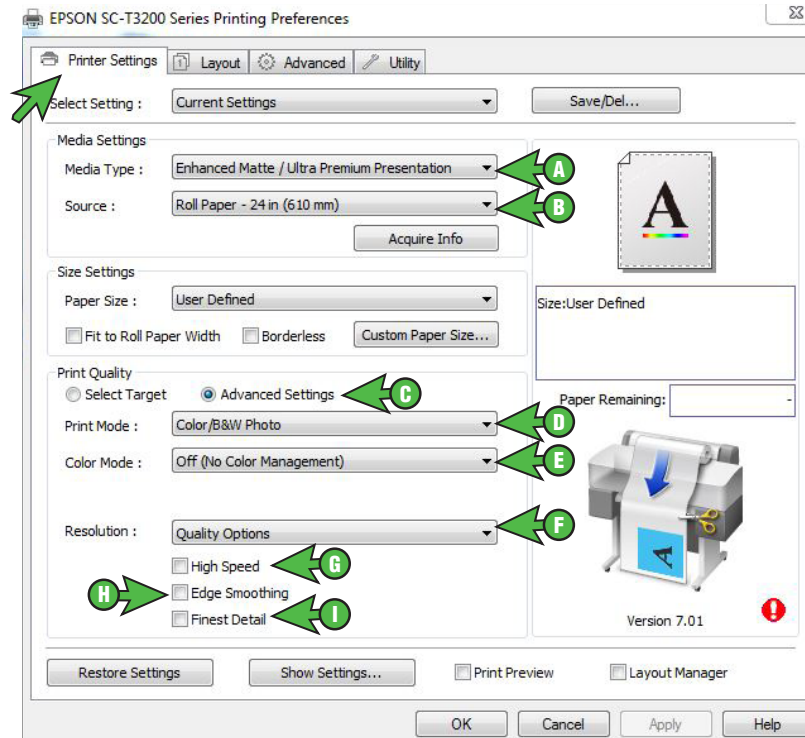 EPSON SC-T3200 Series Printing Preferences
Printer Settings Layout Advanced Utility
Select Setting : Current Settings Save/Del...
Media Settings
Media Type : Enhanced Matte / Ultra Premium Presentation A
Source : Roll Paper - 24 in (610 mm) B
Acquire Info
A
Size Settings
Paper Size : User Defined
Fit to Roll Paper Width Borderless Custom Paper Size...
Size:User Defined
Print Quality
Select Target Advanced Settings C
Paper Remaining: -
Print Mode : Color/B&W Photo D
Color Mode : Off (No Color Management) E
Resolution : Quality Options F
High Speed G
H Edge Smoothing
Finest Detail I
A
Version 7.01
Restore Settings Show Settings... Print Preview Layout Manager
OK Cancel Apply Help